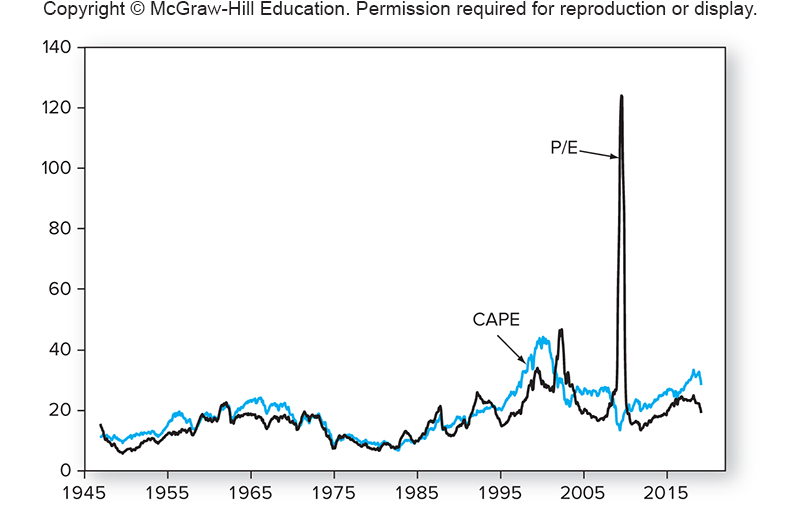 Copyright © McGraw-Hill Education. Permission required for reproduction or display.
140
120
P/E
100
80
60
CAPE
40
20
0
1945 1955 1965 1975 1985 1995 2005 2015